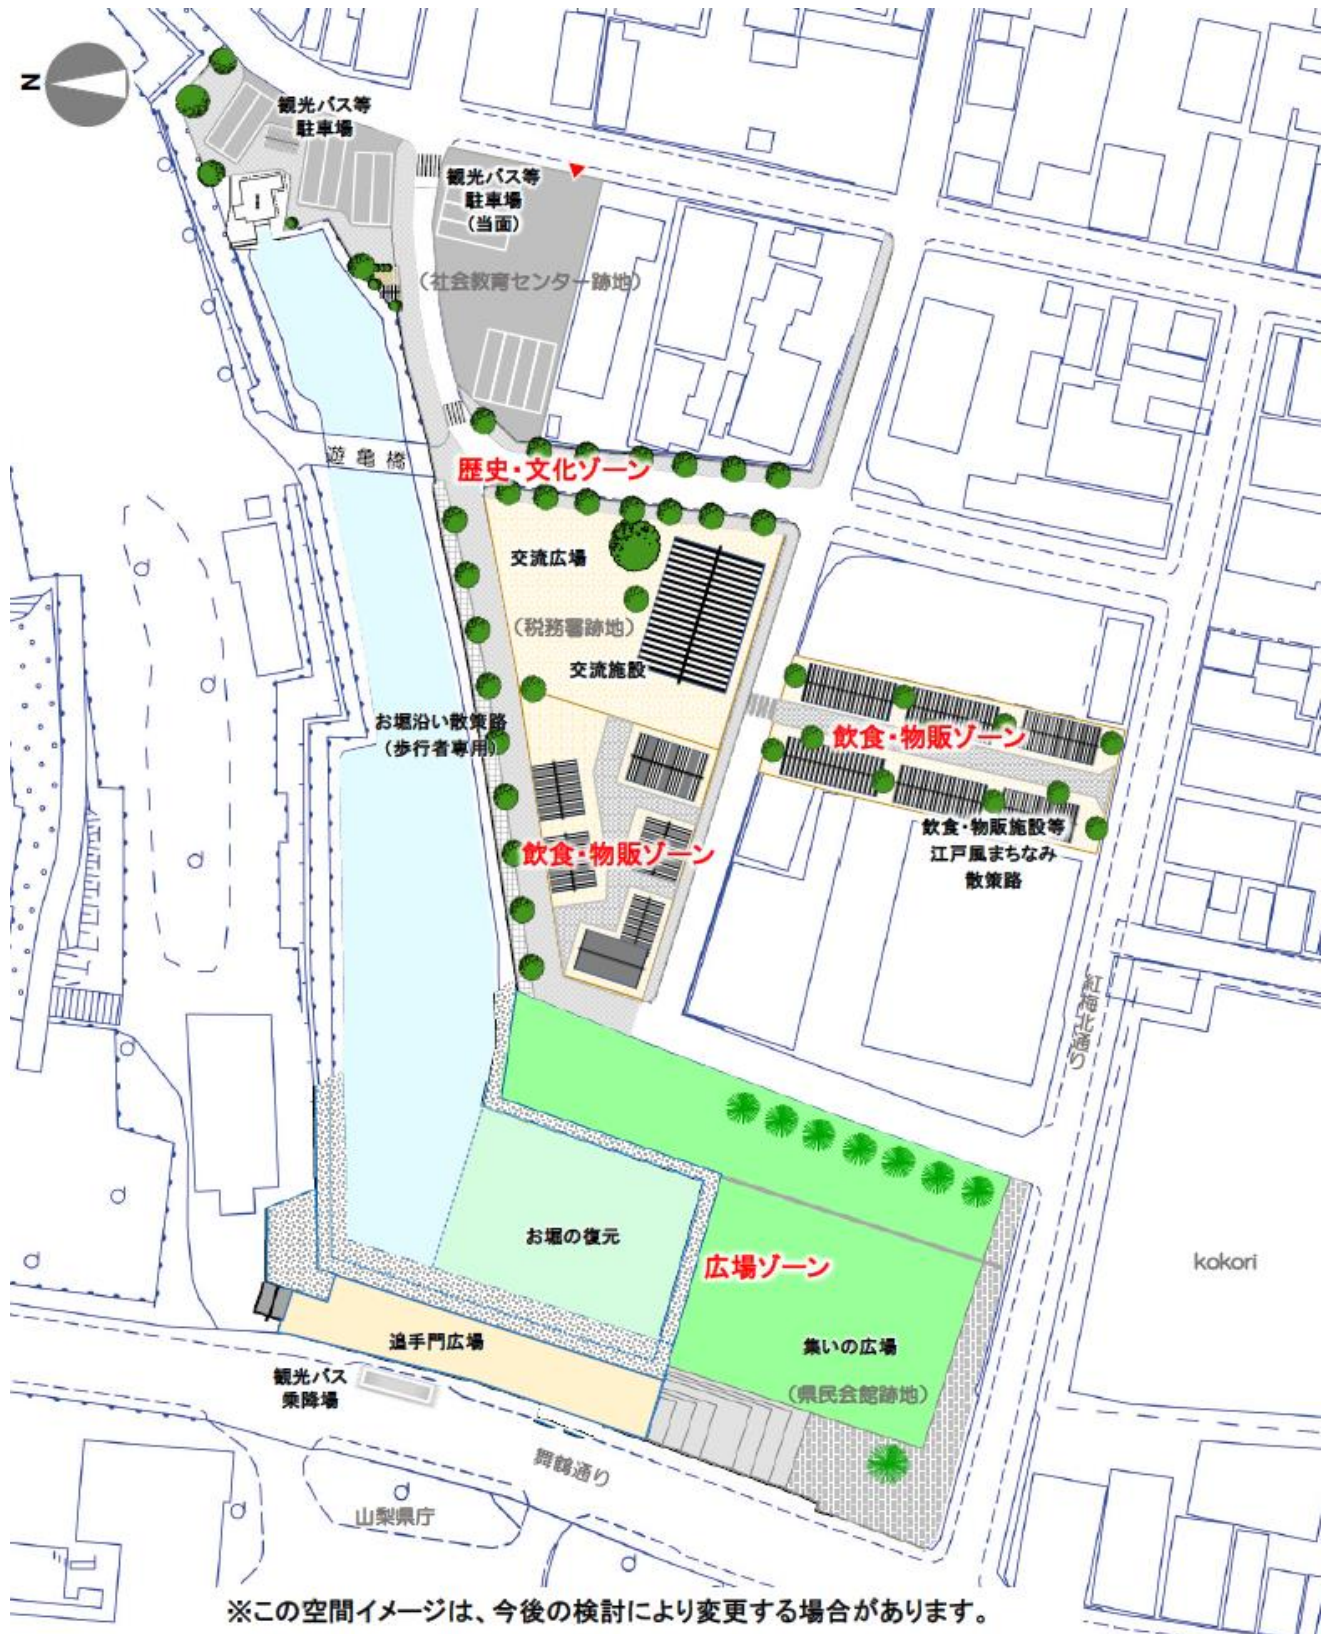 N
観光バス等
駐車場
観光バス等
駐車場
(当面)
(社会教育センター跡地)
遊亀橋
歴史・文化ゾーン
交流広場
(税務署跡地)
交流施設
お堀沿い散策路
(歩行者専用)
飲食・物販ゾーン
飲食・物販施設等
江戸風まちなみ
散策路
飲食・物販ゾーン
紅梅北通り
お堀の復元
広場ゾーン
kokori
追手門広場
集いの広場
(県民会館跡地)
観光バス
乗降場
舞鶴通り
山梨県庁
※この空間イメージは、今後の検討により変更する場合があります。